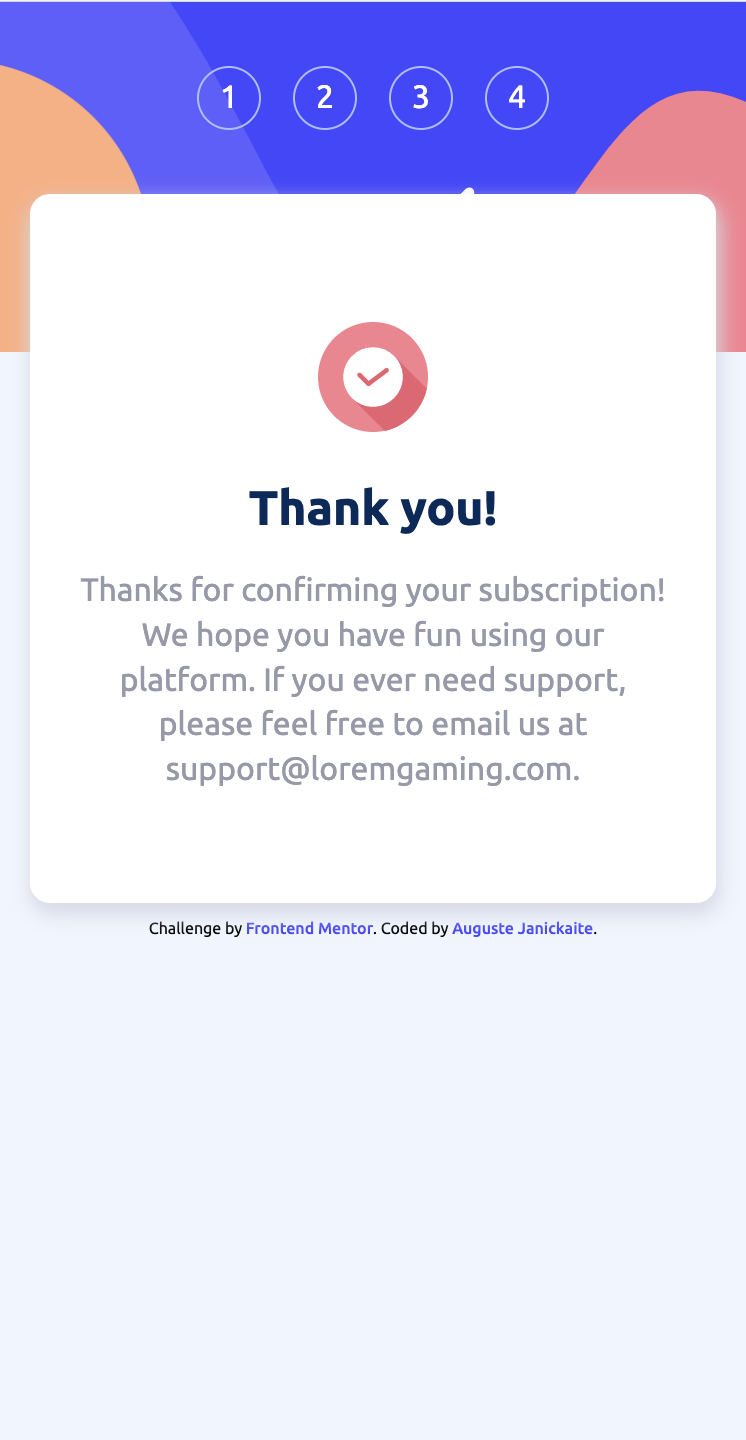 1 2 3 4
Thank you!
Thanks for confirming your subscription!
We hope you have fun using our
platform. If you ever need support,
please feel free to email us at
support@loremgaming.com.
Challenge by Frontend Mentor. Coded by Auguste Janickaite.